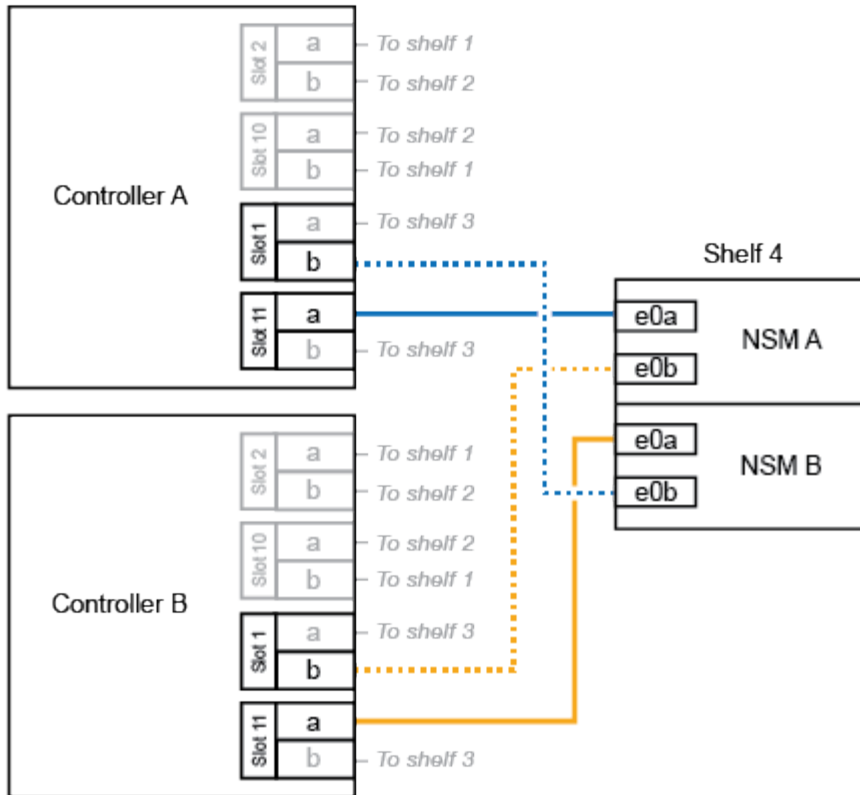 Controller A
Slot 2
a
To shelf 1
b
To shelf 2
Slot 10
a
To shelf 2
b
To shelf 1
Slot 1
a
To shelf 3
b
Slot 11
a
b
To shelf 3
Controller B
Slot 2
a
To shelf 1
b
To shelf 2
Slot 10
a
To shelf 2
b
To shelf 1
Slot 1
a
To shelf 3
b
Slot 11
a
b
To shelf 3
Shelf 4
e0a
NSM A
e0b
e0a
NSM B
e0b